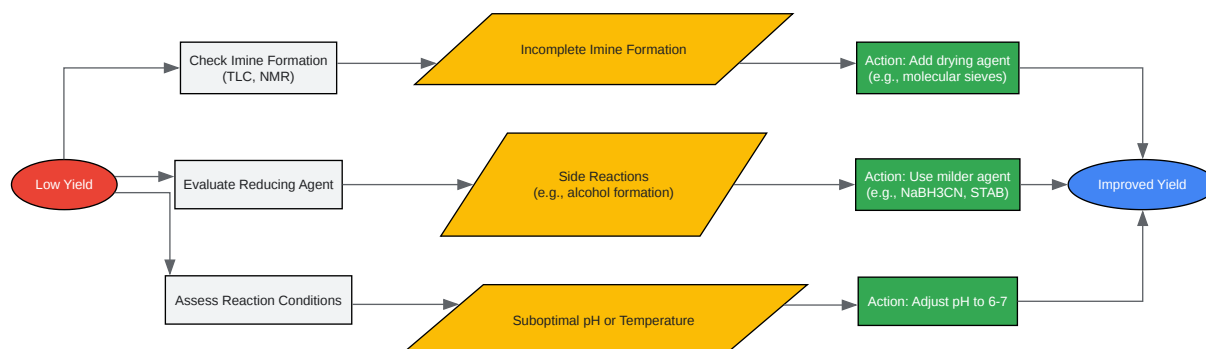 Check Imine Formation
(TLC, NMR)
Incomplete Imine Formation
Action: Add drying agent
(e.g., molecular sieves)
Low Yield
Evaluate Reducing Agent
Side Reactions
(e.g., alcohol formation)
Action: Use milder agent
(e.g., NaBH3CN, STAB)
Improved Yield
Assess Reaction Conditions
Suboptimal pH or Temperature
Action: Adjust pH to 6-7